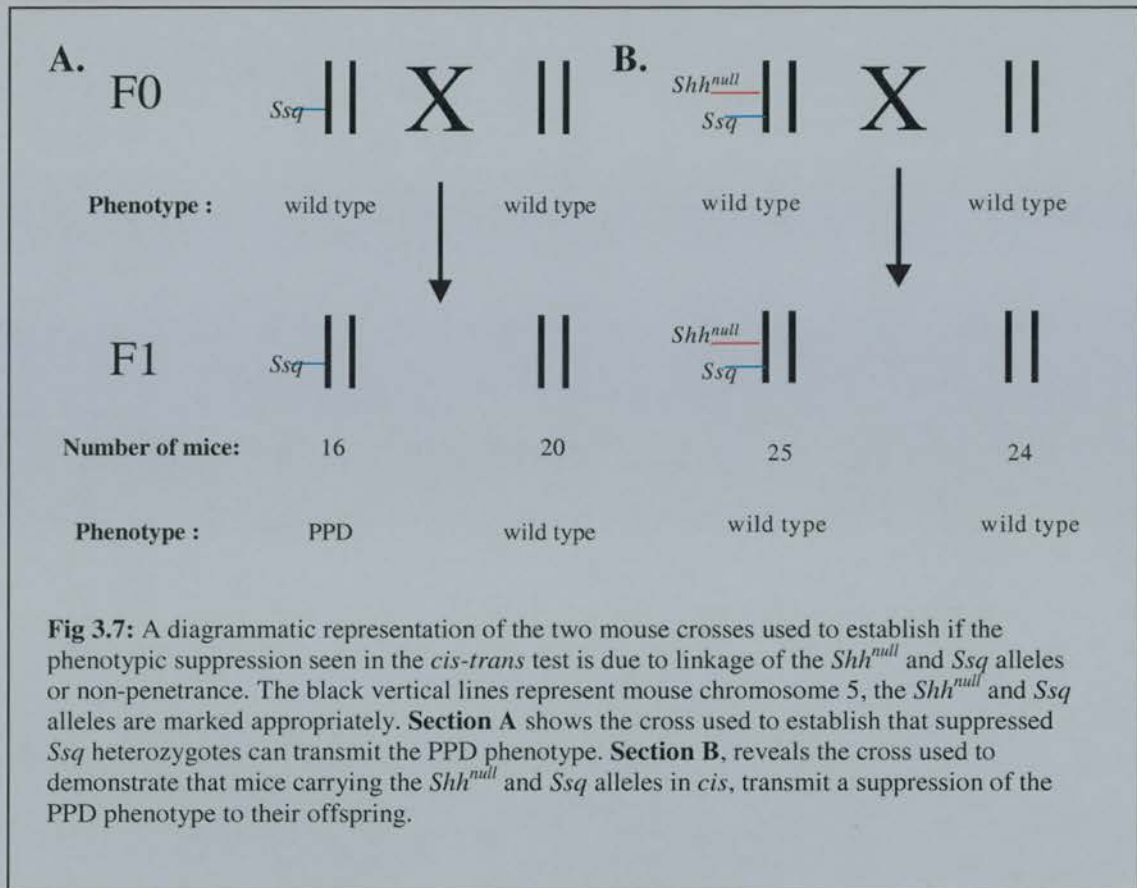 A.
B.
F0
Ssq
X
Shh^null
Ssq
X
Phenotype :
wild type
wild type
wild type
wild type
F1
Ssq
Shh^null
Ssq
Number of mice:
16
20
25
24
Phenotype :
PPD
wild type
wild type
wild type
Fig 3.7: A diagrammatic representation of the two mouse crosses used to establish if the
phenotypic suppression seen in the cis-trans test is due to linkage of the Shh^null and Ssq alleles
or non-penetrance. The black vertical lines represent mouse chromosome 5, the Shh^null and Ssq
alleles are marked appropriately. Section A shows the cross used to establish that suppressed
Ssq heterozygotes can transmit the PPD phenotype. Section B, reveals the cross used to
demonstrate that mice carrying the Shh^null and Ssq alleles in cis, transmit a suppression of the
PPD phenotype to their offspring.